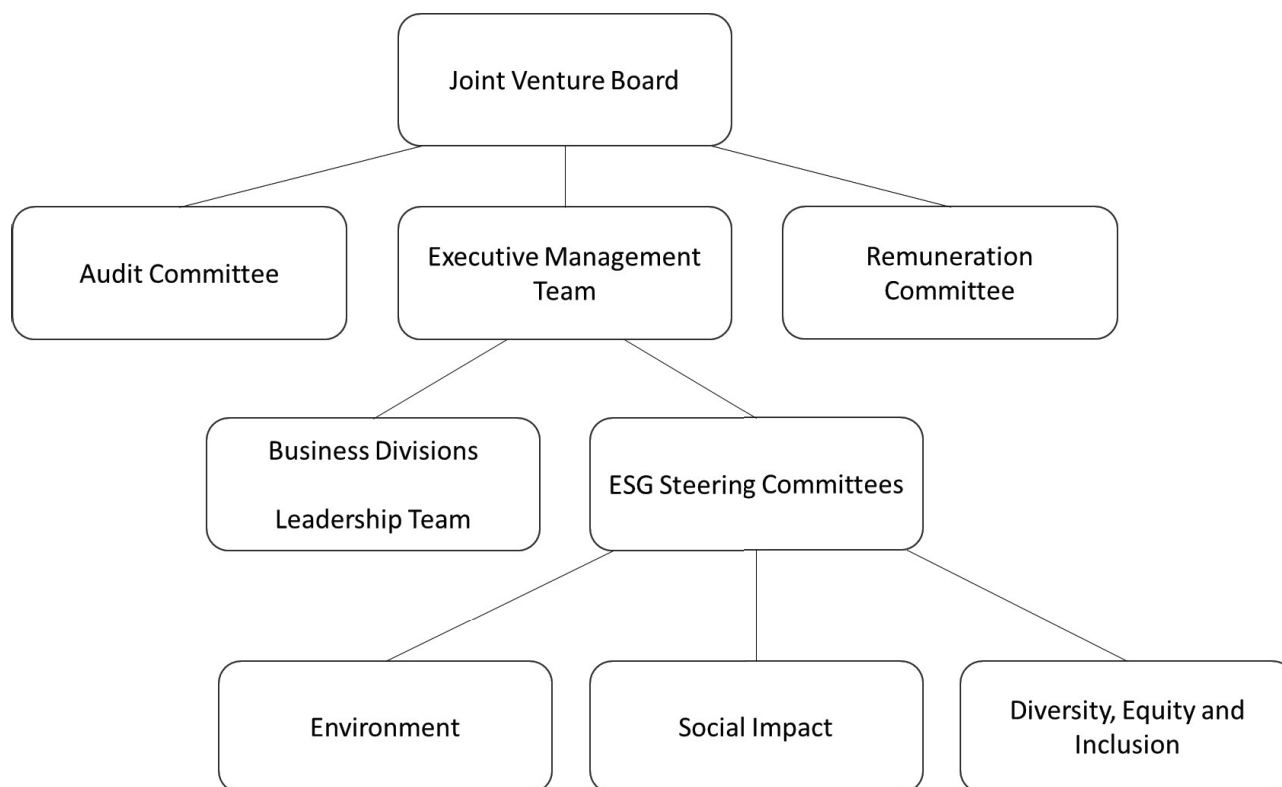 Joint Venture Board
Audit Committee
Executive Management
Team
Remuneration
Committee
Business Divisions
Leadership Team
ESG Steering Committees
Environment
Social Impact
Diversity, Equity and
Inclusion